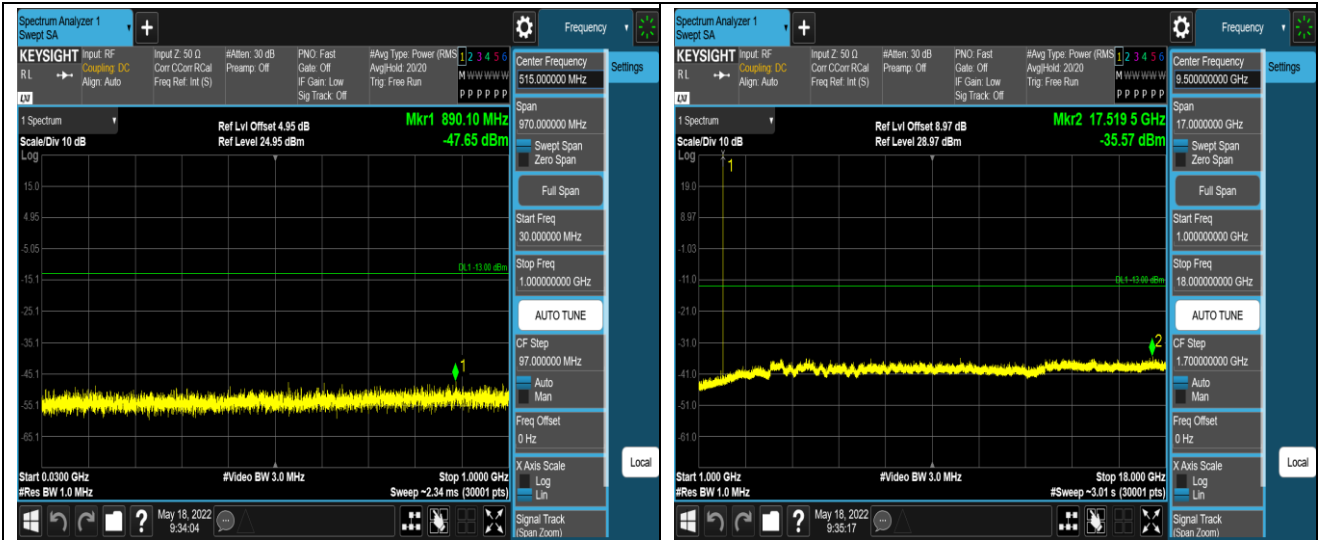 Spectrum Analyzer 1
Swept SA
Frequency
KEYSIGHT
RL
LXI
Input: RF
Coupling: DC
Align: Auto
Input Z: 50 Ω
Corr CCorr RCal
Freq Ref: Int (S)
#Atten: 30 dB
Preamp: Off
PNO: Fast
Gate: Off
IF Gain: Low
Sig Track: Off
#Avg Type: Power (RMS
Avg|Hold: 20/20
Trig: Free Run
1 2 3 4 5 6
M W W W W W
P P P P P P
1 Spectrum
Scale/Div 10 dB
Log
Ref Lvl Offset 4.95 dB
Ref Level 24.95 dBm
Mkr1 890.10 MHz
-47.65 dBm
15.0
4.95
-5.05
-15.1
-25.1
-35.1
-45.1
-55.1
-65.1
DL1 -13.00 dBm
1
Start 0.0300 GHz
#Res BW 1.0 MHz
#Video BW 3.0 MHz
Stop 1.0000 GHz
Sweep ~2.34 ms (30001 pts)
Center Frequency
515.000000 MHz
Span
970.000000 MHz
Swept Span
Zero Span
Full Span
Start Freq
30.000000 MHz
Stop Freq
1.000000000 GHz
AUTO TUNE
CF Step
97.000000 MHz
Auto
Man
Freq Offset
0 Hz
X Axis Scale
Log
Lin
Signal Track
(Span Zoom)
Settings
Local
?
May 18, 2022
9:34:04
Spectrum Analyzer 1
Swept SA
Frequency
KEYSIGHT
RL
LXI
Input: RF
Coupling: DC
Align: Auto
Input Z: 50 Ω
Corr CCorr RCal
Freq Ref: Int (S)
#Atten: 30 dB
Preamp: Off
PNO: Fast
Gate: Off
IF Gain: Low
Sig Track: Off
#Avg Type: Power (RMS
Avg|Hold: 20/20
Trig: Free Run
1 2 3 4 5 6
M W W W W W
P P P P P P
1 Spectrum
Scale/Div 10 dB
Log
Ref Lvl Offset 8.97 dB
Ref Level 28.97 dBm
Mkr2 17.519 5 GHz
-35.57 dBm
1
19.0
8.97
-1.03
-11.0
-21.0
-31.0
-41.0
-51.0
-61.0
DL1 -13.00 dBm
2
Start 1.000 GHz
#Res BW 1.0 MHz
#Video BW 3.0 MHz
Stop 18.000 GHz
#Sweep ~3.01 s (30001 pts)
Center Frequency
9.500000000 GHz
Span
17.0000000 GHz
Swept Span
Zero Span
Full Span
Start Freq
1.000000000 GHz
Stop Freq
18.000000000 GHz
AUTO TUNE
CF Step
1.700000000 GHz
Auto
Man
Freq Offset
0 Hz
X Axis Scale
Log
Lin
Signal Track
(Span Zoom)
Settings
Local
?
May 18, 2022
9:35:17